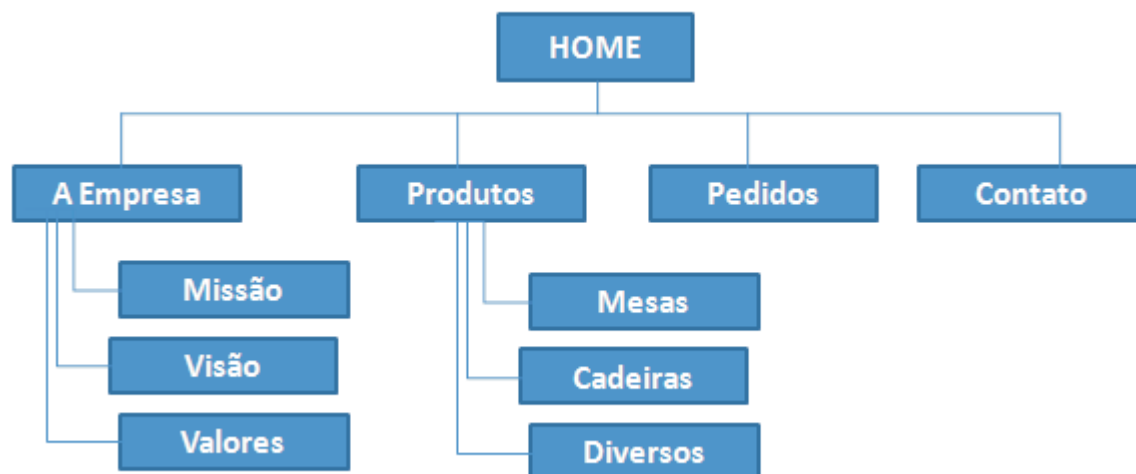 HOME
A Empresa
Produtos
Pedidos
Contato
Missão
Visão
Valores
Mesas
Cadeiras
Diversos